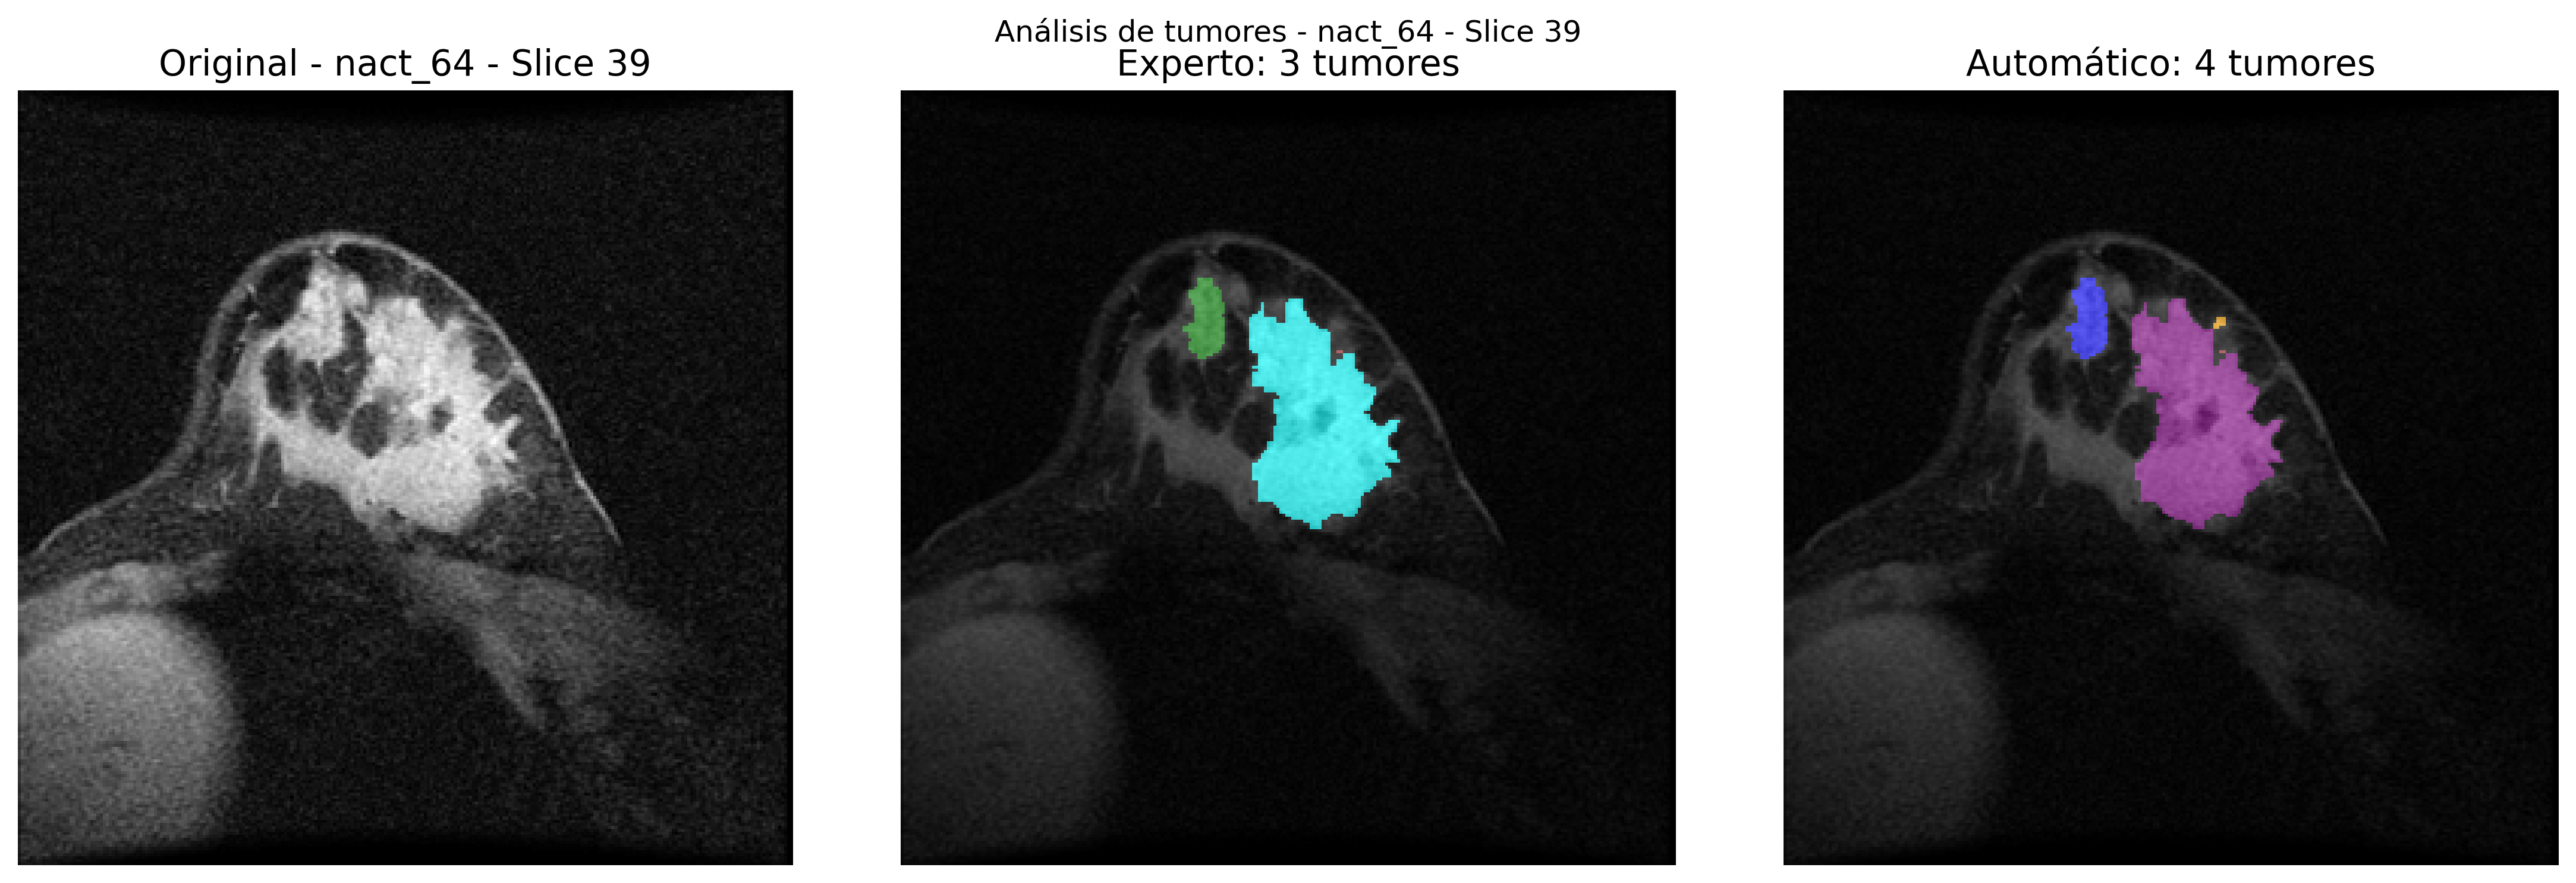 Análisis de tumores - nact_64 - Slice 39
Original - nact_64 - Slice 39
Experto: 3 tumores
Automático: 4 tumores